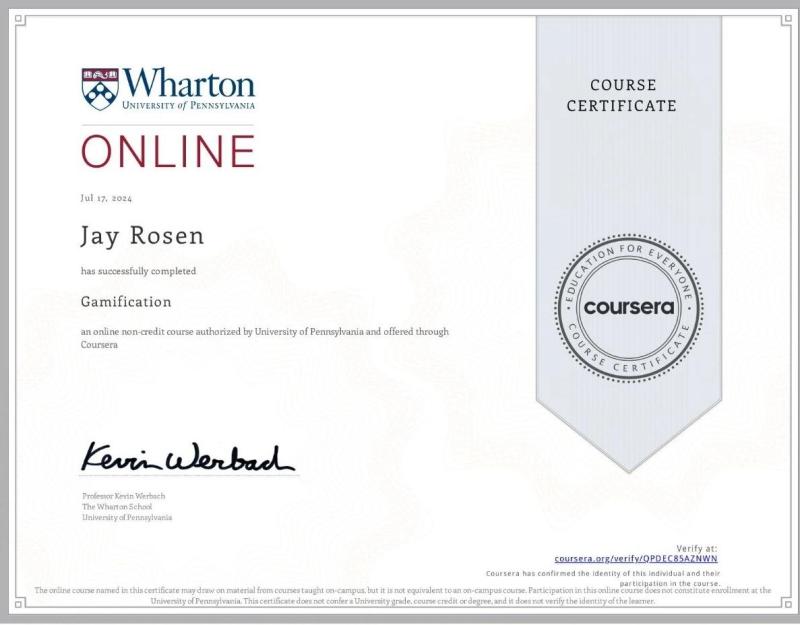 Wharton
UNIVERSITY of PENNSYLVANIA
ONLINE
Jul 17, 2024
Jay Rosen
has successfully completed
Gamification
an online non-credit course authorized by University of Pennsylvania and offered through
Coursera
Kevin Werbach
Professor Kevin Werbach
The Wharton School
University of Pennsylvania
COURSE
CERTIFICATE
EDUCATION FOR EVERYONE
coursera
COURSE CERTIFICATE
Verify at:
coursera.org/verify/QPDEC85AZNWN
Coursera has confirmed the identity of this individual and their
participation in the course.
The online course named in this certificate may draw on material from courses taught on-campus, but it is not equivalent to an on-campus course. Participation in this online course does not constitute enrollment at the
University of Pennsylvania. This certificate does not confer a University grade, course credit or degree, and it does not verify the identity of the learner.